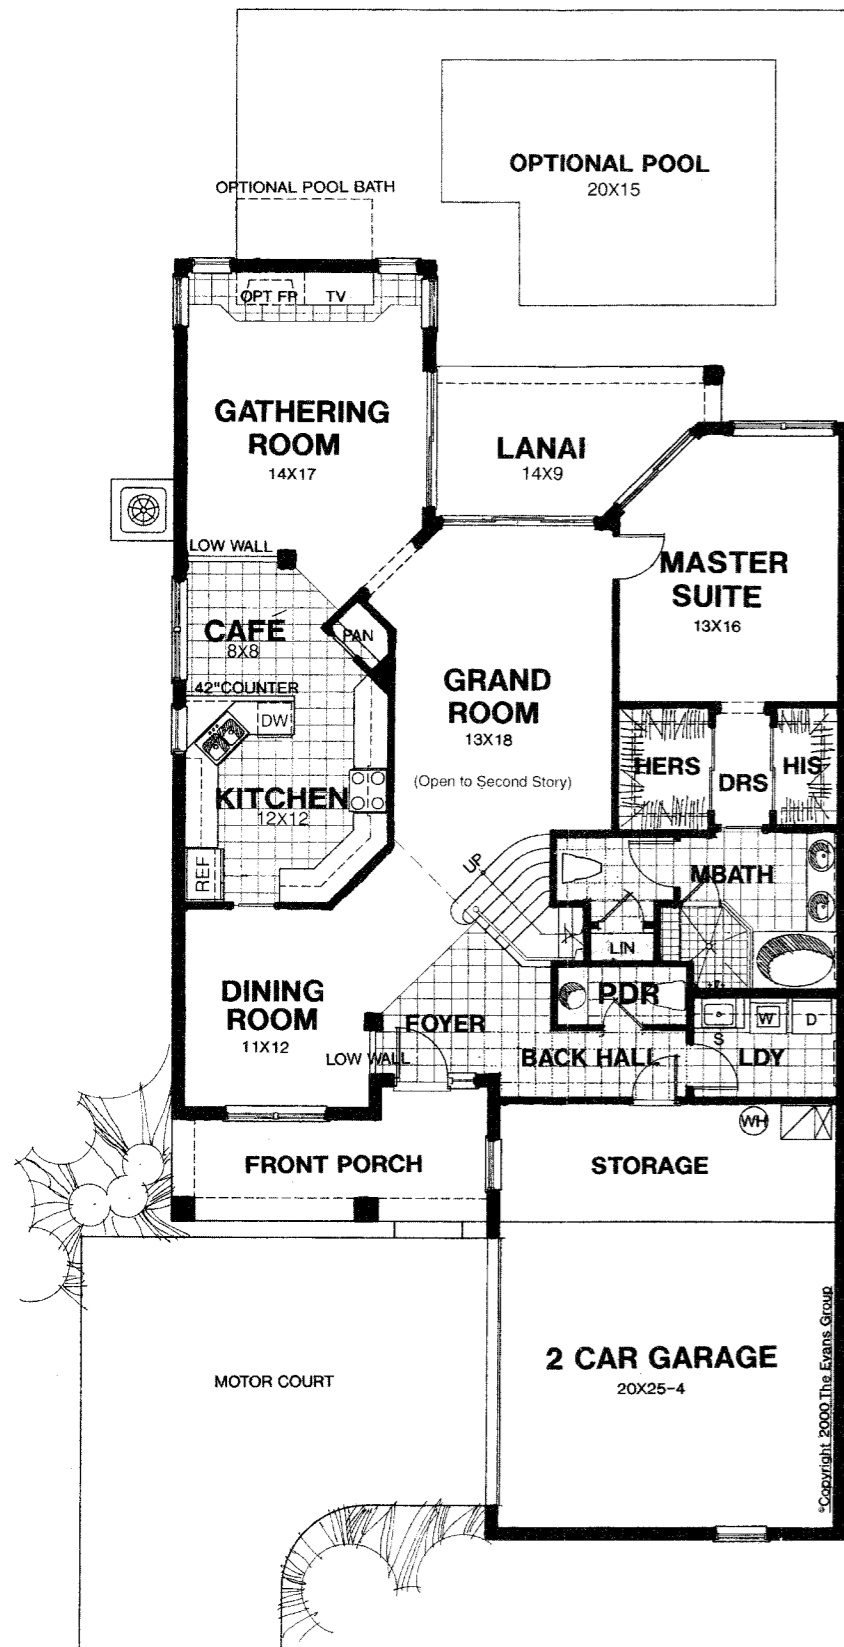 OPTIONAL POOL
20X15
OPTIONAL POOL BATH
OPT FP
TV
GATHERING
ROOM
14X17
LANAI
14X9
LOW WALL
MASTER
SUITE
13X16
CAFÉ
8X8
PAN
GRAND
ROOM
13X18
(Open to Second Story)
42"COUNTER
DW
HERS
DRS
HIS
KITCHEN
12X12
REF
UP
MBATH
LIN
DINING
ROOM
11X12
PDR
FOYER
LOW WALL
BACK HALL
S
W
D
LDY
WH
FRONT PORCH
STORAGE
2 CAR GARAGE
20X25-4
MOTOR COURT
©Copyright 2000 The Evans Group